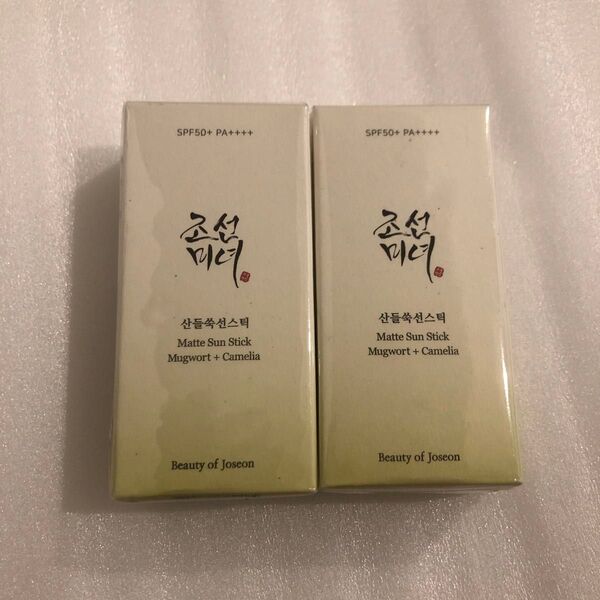 SPF50+ PA++++
조선
미녀
산들쑥선스틱
Matte Sun Stick
Mugwort + Camelia
Beauty of Joseon
SPF50+ PA++++
조선
미녀
산들쑥선스틱
Matte Sun Stick
Mugwort + Camelia
Beauty of Joseon